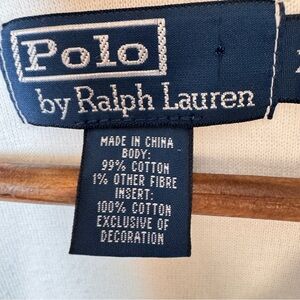 Polo
by Ralph Lauren
MADE IN CHINA
BODY:
99% COTTON
1% OTHER FIBRE
INSERT:
100% COTTON
EXCLUSIVE OF
DECORATION